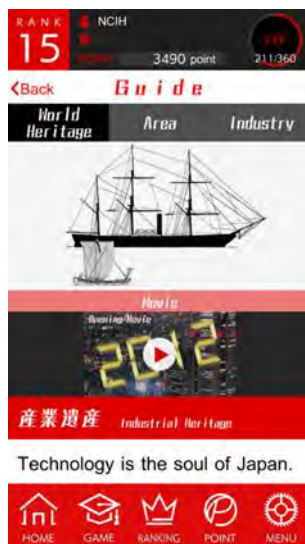 RANK
15
NCIH
3490 point
211/360
Back
Guide
World
Heritage
Area
Industry
Movie
Opening Movie
2012
産業遺産 Industrial Heritage
Technology is the soul of Japan.
HOME
GAME
RANKING
POINT
MENU